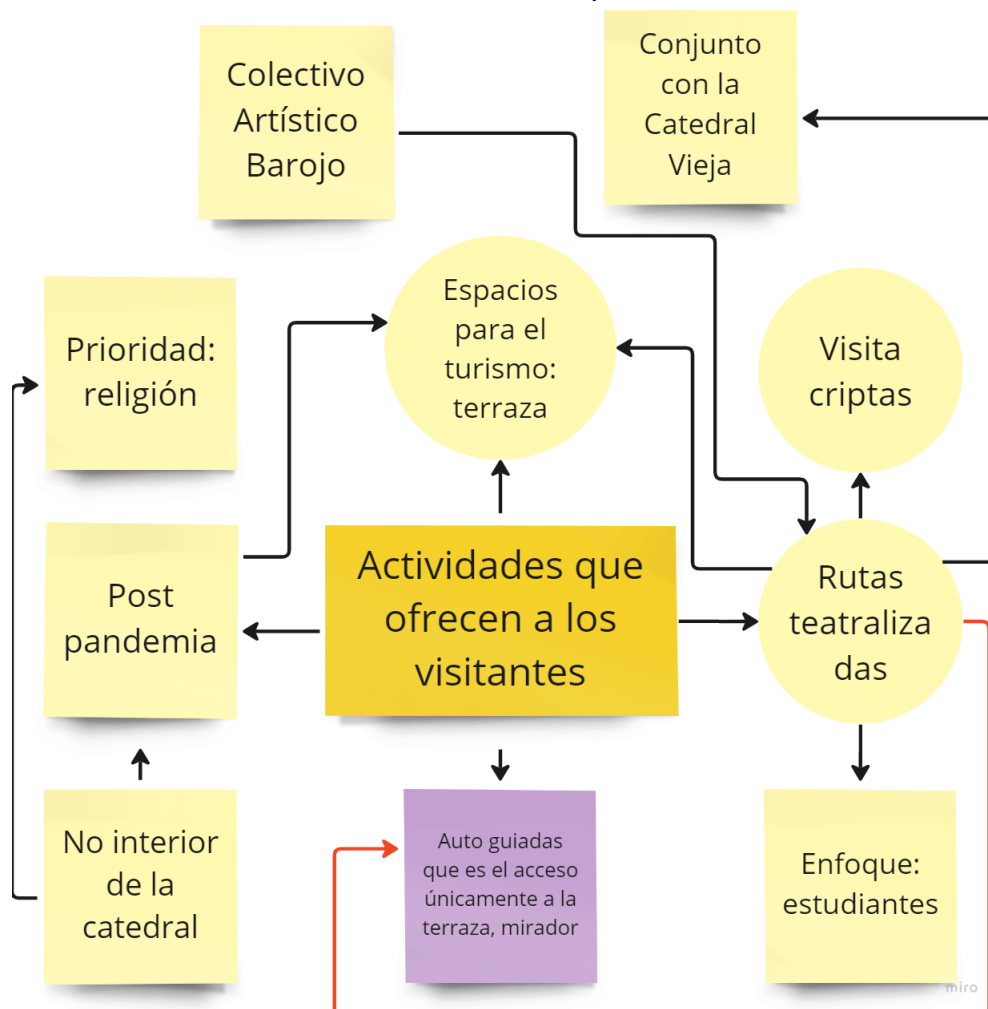 Colectivo
Artístico
Barojo
Conjunto
con la
Catedral
Vieja
Espacios
para el
turismo:
terraza
Prioridad:
religión
Visita
criptas
Actividades que
ofrecen a los
visitantes
Post
pandemia
Rutas
teatraliza
das
No interior
de la
catedral
Auto guiadas
que es el acceso
únicamente a la
terraza, mirador
Enfoque:
estudiantes
miro